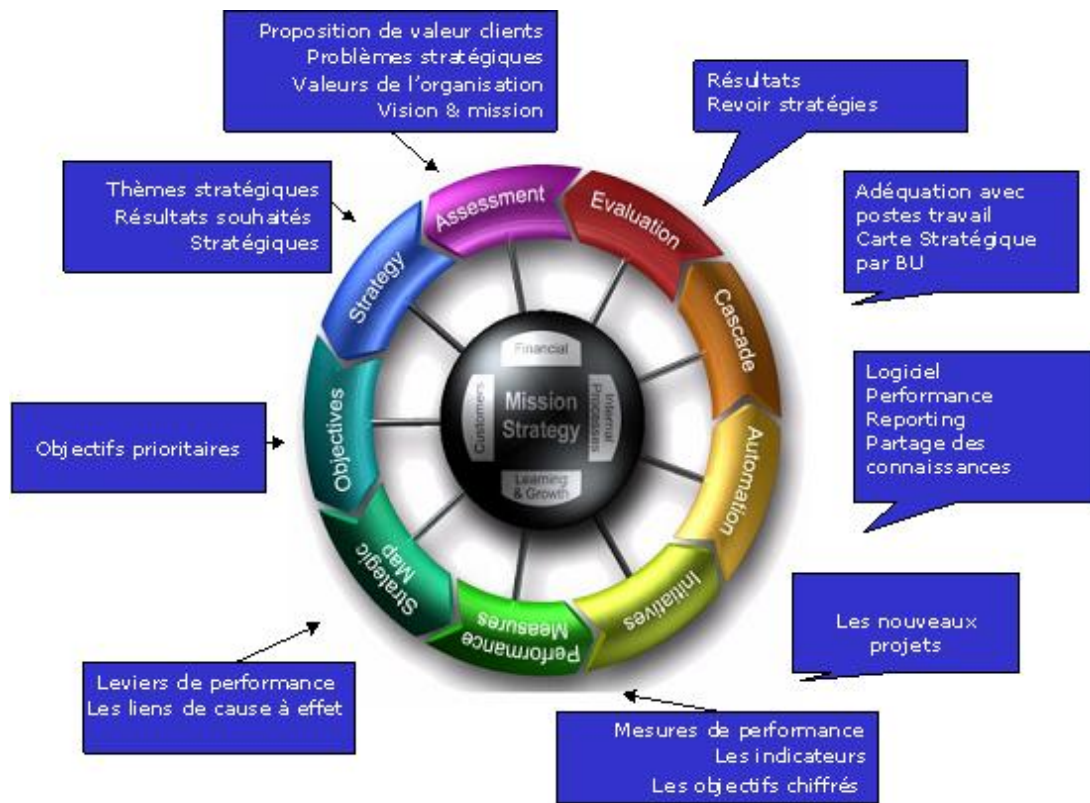 Proposition de valeur clients
Problèmes stratégiques
Valeurs de l'organisation
Vision & mission
Résultats
Revoir stratégies
Thèmes stratégiques
Résultats souhaités
Stratégiques
Adéquation avec
postes travail
Carte Stratégique
par BU
Objectifs prioritaires
Logiciel
Performance
Reporting
Partage des
connaissances
Les nouveaux
projets
Leviers de performance
Les liens de cause à effet
Mesures de performance
Les indicateurs
Les objectifs chiffrés
Assessment
Evaluation
Cascade
Automation
Initiatives
Performance
Measures
Strategic
Map
Objectives
Strategy
Financial
Customers
Mission
Strategy
Internal
Processes
Learning
& Growth